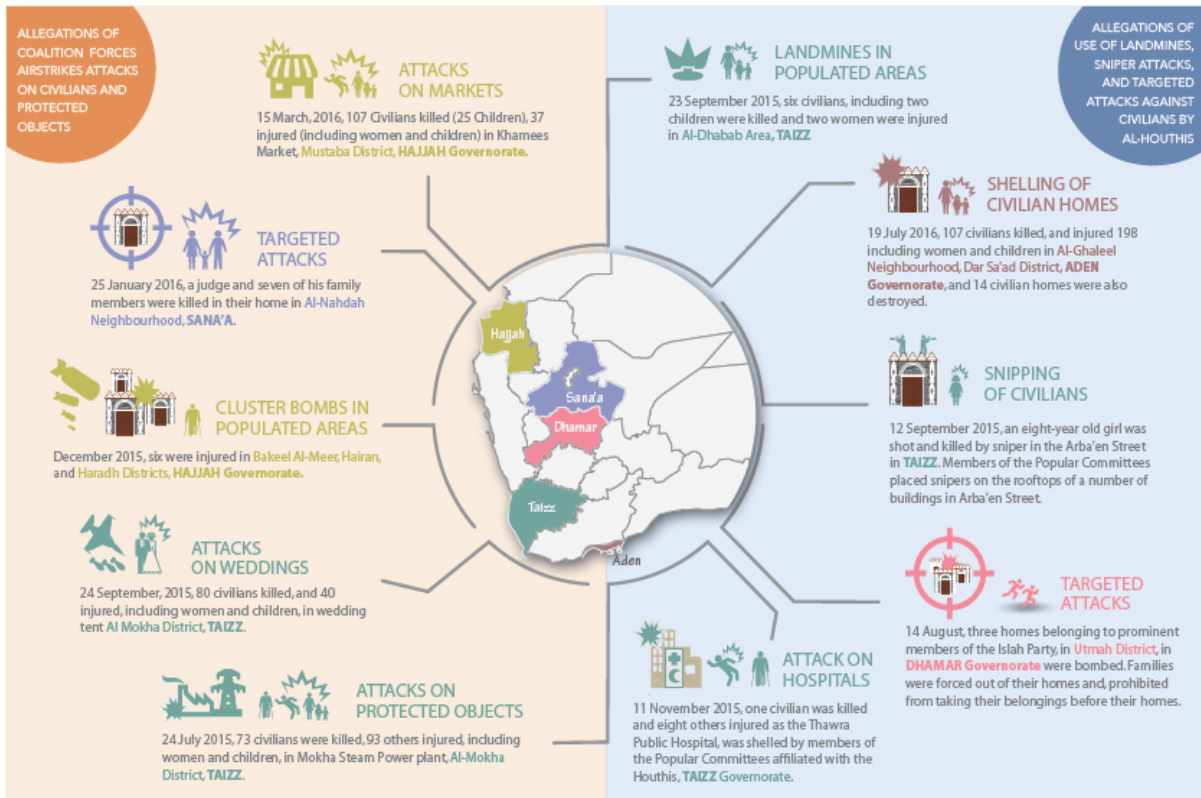 ALLEGATIONS OF
COALITION FORCES
AIRSTRIKES ATTACKS
ON CIVILIANS AND
PROTECTED
OBJECTS
ATTACKS
ON MARKETS
15 March, 2016, 107 Civilians killed (25 Children), 37
injured (including women and children) in Khamees
Market, Mustaba District, HAJJAH Governorate.
TARGETED
ATTACKS
25 January 2016, a judge and seven of his family
members were killed in their home in Al-Nahdah
Neighbourhood, SANA'A.
CLUSTER BOMBS IN
POPULATED AREAS
December 2015, six were injured in Bakeel Al-Meer, Hairan,
and Haradh Districts, HAJJAH Governorate.
ATTACKS
ON WEDDINGS
24 September, 2015, 80 civilians killed, and 40
injured, including women and children, in wedding
tent Al Mokha District, TAIZZ.
ATTACKS ON
PROTECTED OBJECTS
24 July 2015, 73 civilians were killed, 93 others injured, including
women and children, in Mokha Steam Power plant, Al-Mokha
District, TAIZZ.
Hajjah
Sana'a
Dhamar
Taizz
Aden
ALLEGATIONS OF
USE OF LANDMINES,
SNIPER ATTACKS,
AND TARGETED
ATTACKS AGAINST
CIVILIANS BY
AL-HOUTHIS
LANDMINES IN
POPULATED AREAS
23 September 2015, six civilians, including two
children were killed and two women were injured
in Al-Dhabab Area, TAIZZ
SHELLING OF
CIVILIAN HOMES
19 July 2016, 107 civilians killed, and injured 198
including women and children in Al-Ghaleel
Neighbourhood, Dar Sa'ad District, ADEN
Governorate, and 14 civilian homes were also
destroyed.
SNIPPING
OF CIVILIANS
12 September 2015, an eight-year old girl was
shot and killed by sniper in the Arba'en Street
in TAIZZ. Members of the Popular Committees
placed snipers on the rooftops of a number of
buildings in Arba'en Street.
TARGETED
ATTACKS
14 August, three homes belonging to prominent
members of the Islah Party, in Utmah District, in
DHAMAR Governorate were bombed. Families
were forced out of their homes and, prohibited
from taking their belongings before their homes.
ATTACK ON
HOSPITALS
11 November 2015, one civilian was killed
and eight others injured as the Thawra
Public Hospital, was shelled by members of
the Popular Committees affiliated with the
Houthis, TAIZZ Governorate.